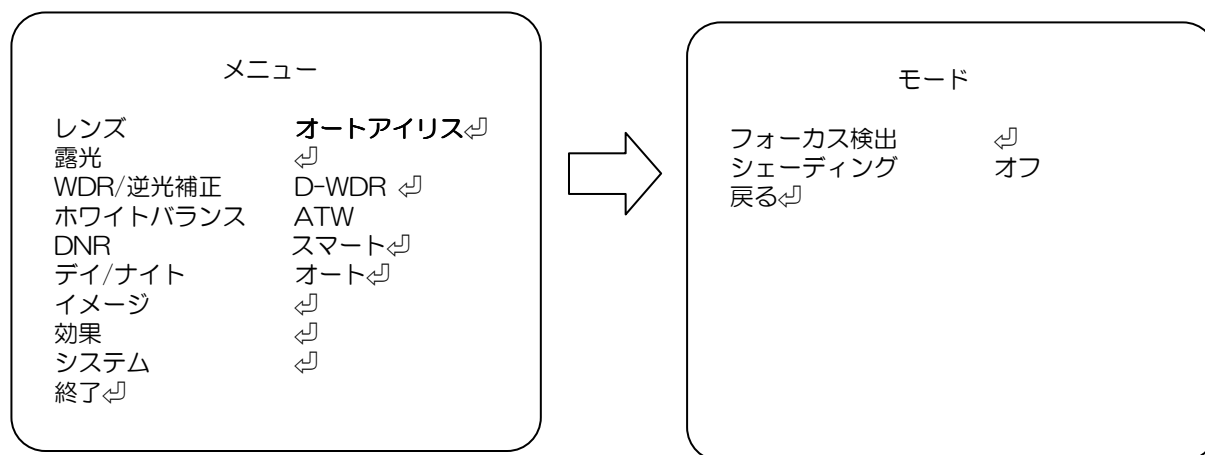 メニュー
レンズ オートアイリス⏎
露光 ⏎
WDR/逆光補正 D-WDR ⏎
ホワイトバランス ATW
DNR スマート⏎
デイ/ナイト オート⏎
イメージ ⏎
効果 ⏎
システム ⏎
終了⏎
モード
フォーカス検出 ⏎
シェーディング オフ
戻る⏎